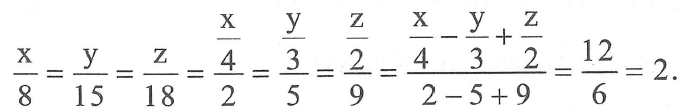 x/8 = y/15 = z/18 = (x/4)/2 = (y/3)/5 = (z/2)/9 = (x/4 − y/3 + z/2)/(2 − 5 + 9) = 12/6 = 2.